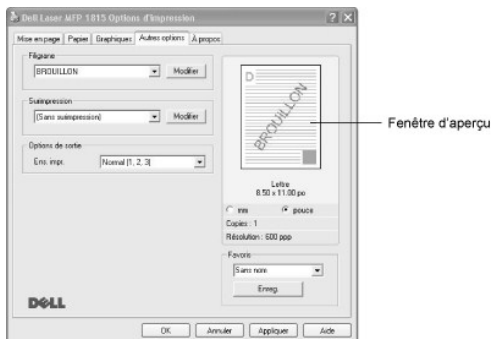 Dell Laser MFP 1815 Options d'impression
Mise en page Papier Graphiques Autres options À propos
Filigrane
BROUILLON Modifier
Surimpression
(Sans surimpression) Modifier
Options de sortie
Ens. impr. Normal (1, 2, 3)
D
BROUILLON
Fenêtre d'aperçu
Lettre
8.50 x 11.00 po
mm pouce
Copies : 1
Résolution : 600 ppp
Favoris
Sans nom
Enreg.
DELL
OK Annuler Appliquer Aide